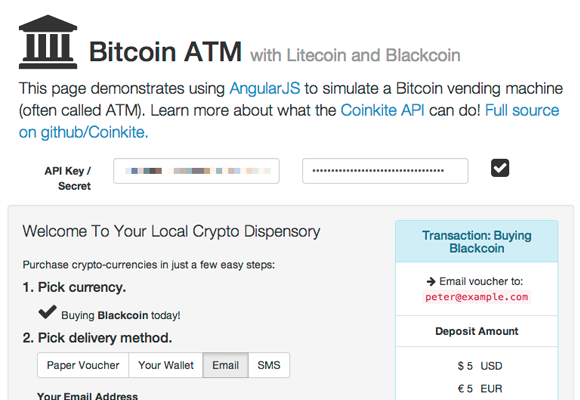 Bitcoin ATM with Litecoin and Blackcoin
This page demonstrates using AngularJS to simulate a Bitcoin vending machine
(often called ATM). Learn more about what the Coinkite API can do! Full source
on github/Coinkite.
API Key /
Secret
Welcome To Your Local Crypto Dispensory
Purchase crypto-currencies in just a few easy steps:
1. Pick currency.
Buying Blackcoin today!
2. Pick delivery method.
Paper Voucher Your Wallet Email SMS
Your Email Address
Transaction: Buying
Blackcoin
Email voucher to:
peter@example.com
Deposit Amount
$ 5 USD
€ 5 EUR